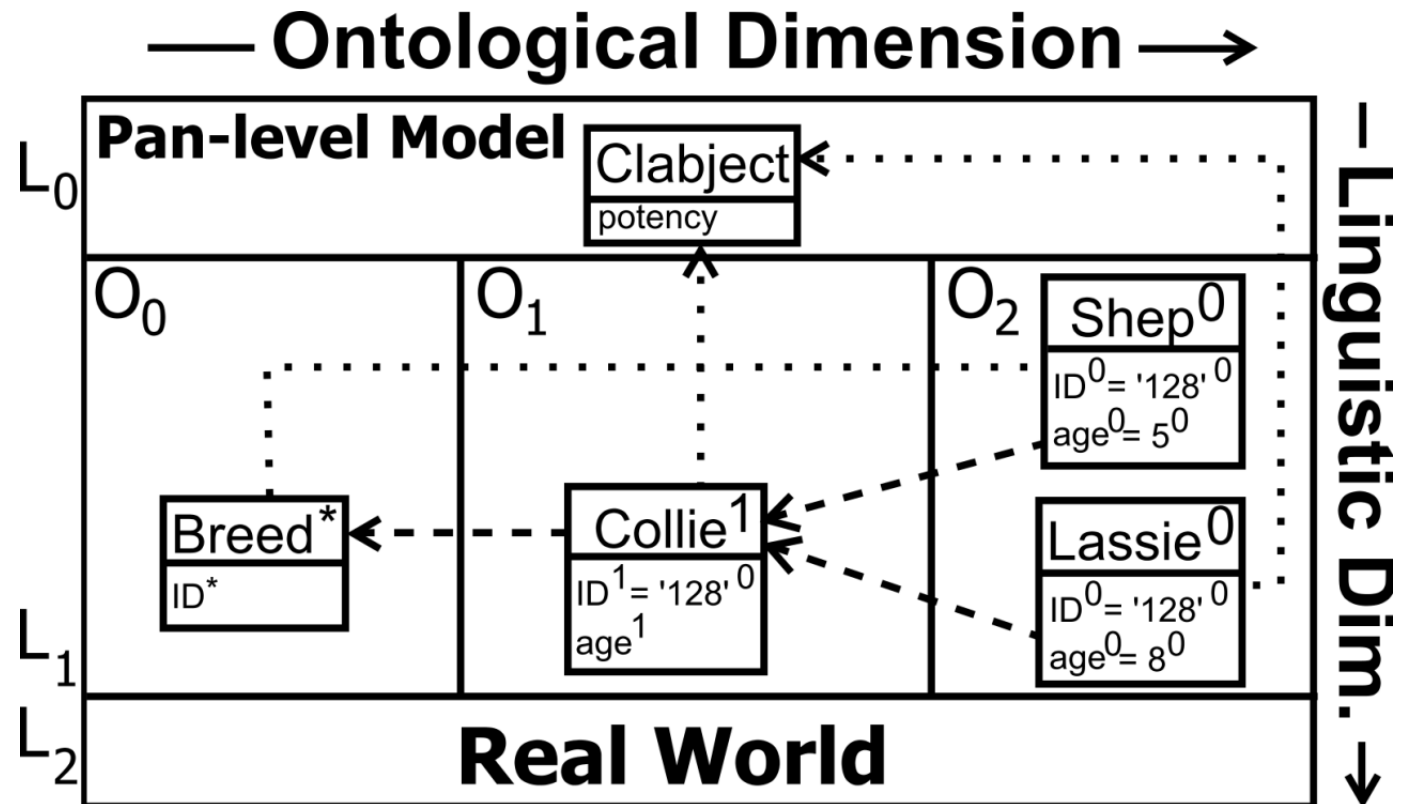 Ontological Dimension
Linguistic Dim.
L₀
Pan-level Model
Clabject
potency
O₀
O₁
O₂
Shep⁰
ID⁰= '128'⁰
age⁰= 5⁰
Breed*
ID*
Collie¹
ID¹= '128'⁰
age¹
Lassie⁰
ID⁰= '128'⁰
age⁰= 8⁰
L₁
L₂
Real World